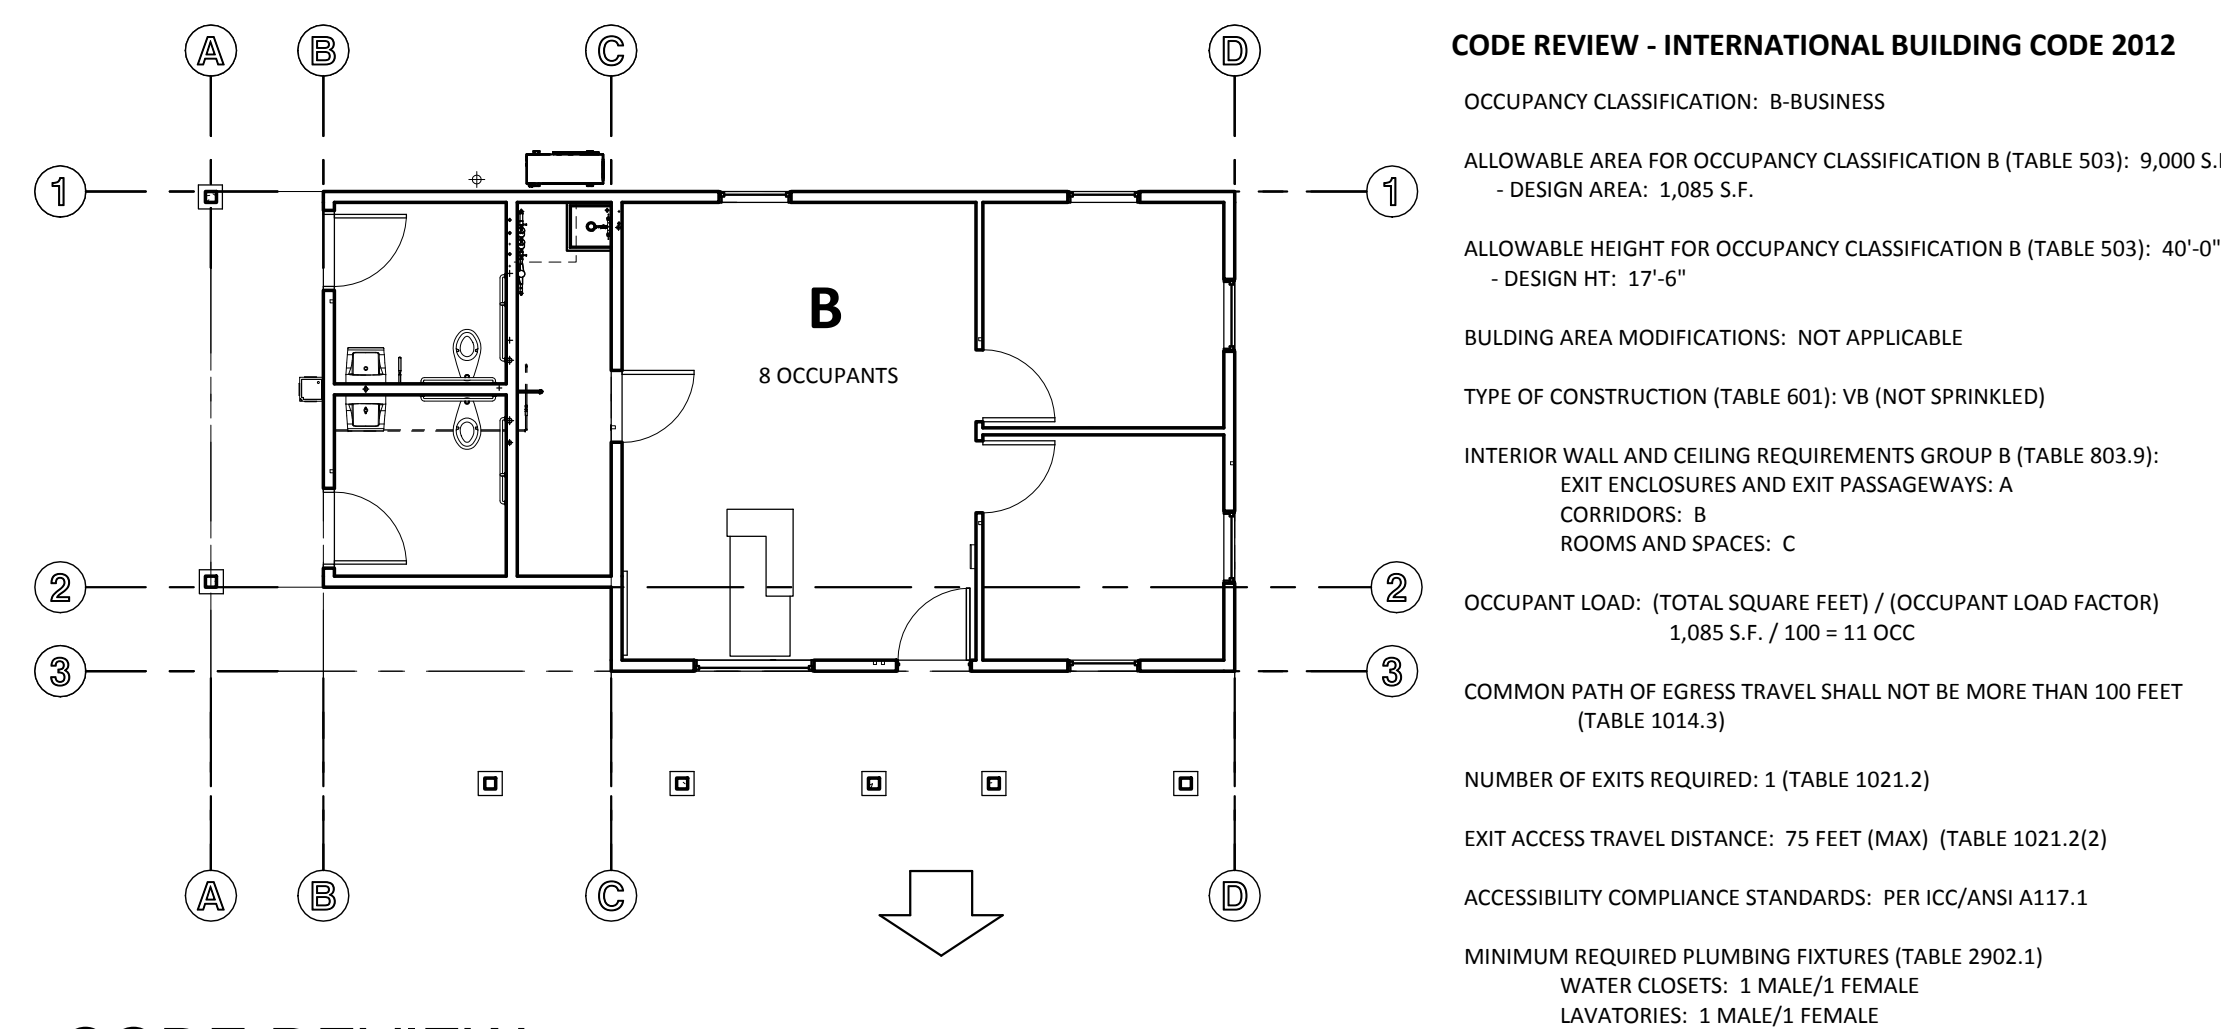 A B C D
CODE REVIEW - INTERNATIONAL BUILDING CODE 2012
OCCUPANCY CLASSIFICATION: B-BUSINESS
ALLOWABLE AREA FOR OCCUPANCY CLASSIFICATION B (TABLE 503): 9,000 S.
- DESIGN AREA: 1,085 S.F.
1 1
ALLOWABLE HEIGHT FOR OCCUPANCY CLASSIFICATION B (TABLE 503): 40'-0"
- DESIGN HT: 17'-6"
B
8 OCCUPANTS
BULDING AREA MODIFICATIONS: NOT APPLICABLE
TYPE OF CONSTRUCTION (TABLE 601): VB (NOT SPRINKLED)
INTERIOR WALL AND CEILING REQUIREMENTS GROUP B (TABLE 803.9):
EXIT ENCLOSURES AND EXIT PASSAGEWAYS: A
CORRIDORS: B
ROOMS AND SPACES: C
2 2
OCCUPANT LOAD: (TOTAL SQUARE FEET) / (OCCUPANT LOAD FACTOR)
1,085 S.F. / 100 = 11 OCC
3 3
COMMON PATH OF EGRESS TRAVEL SHALL NOT BE MORE THAN 100 FEET
(TABLE 1014.3)
NUMBER OF EXITS REQUIRED: 1 (TABLE 1021.2)
EXIT ACCESS TRAVEL DISTANCE: 75 FEET (MAX) (TABLE 1021.2(2)
A B C D
ACCESSIBILITY COMPLIANCE STANDARDS: PER ICC/ANSI A117.1
MINIMUM REQUIRED PLUMBING FIXTURES (TABLE 2902.1)
WATER CLOSETS: 1 MALE/1 FEMALE
LAVATORIES: 1 MALE/1 FEMALE